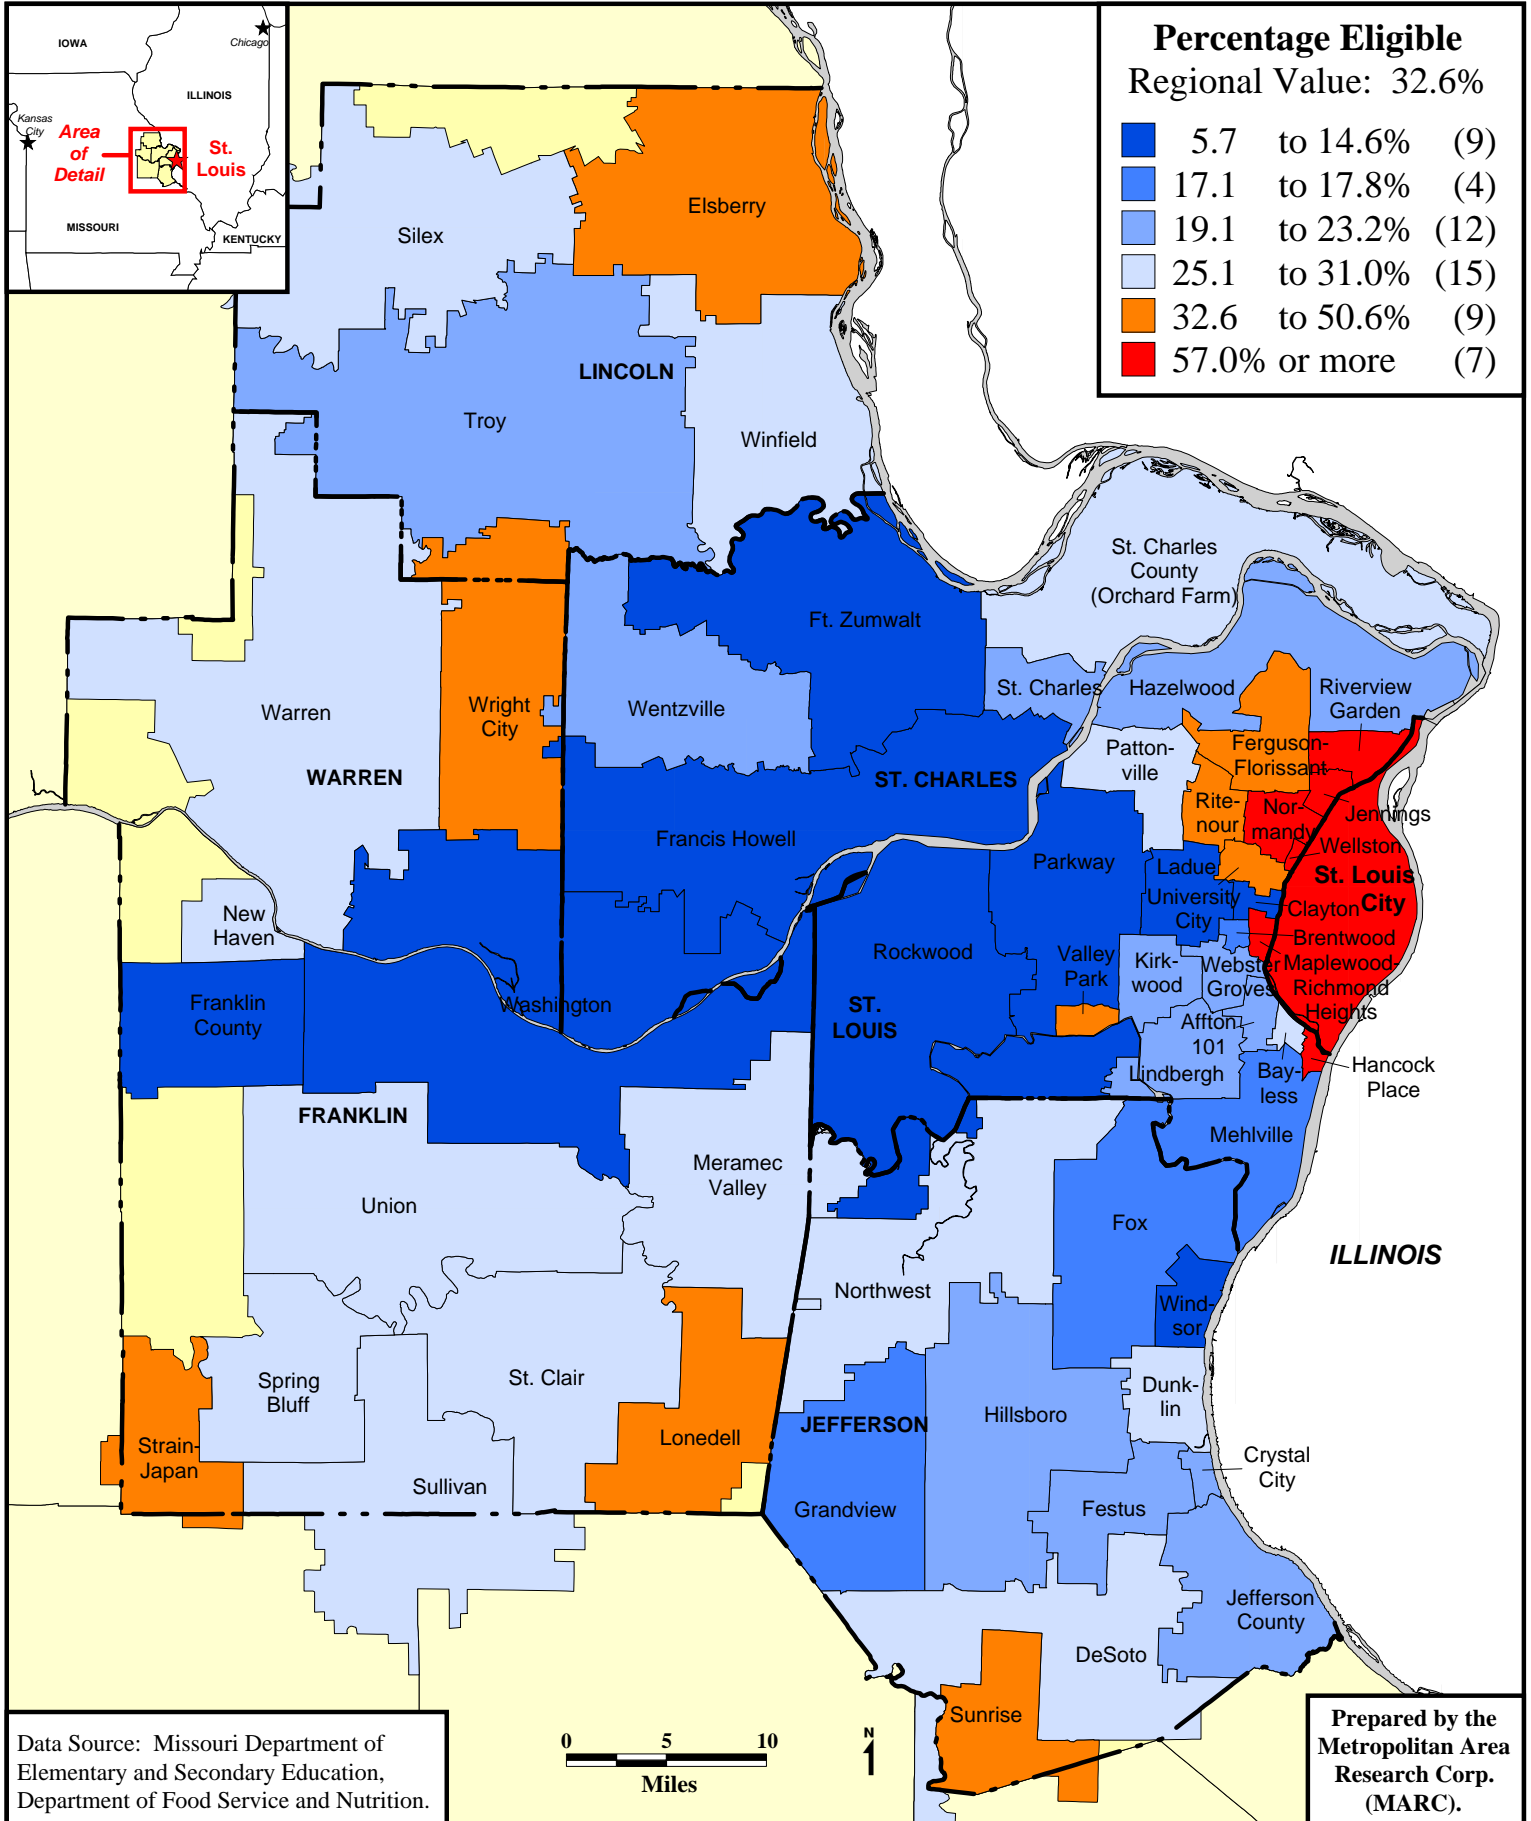 IOWA
Chicago
ILLINOIS
Kansas
City
Area
of
Detail
St.
Louis
MISSOURI
KENTUCKY
Percentage Eligible
Regional Value: 32.6%
5.7 to 14.6% (9)
17.1 to 17.8% (4)
19.1 to 23.2% (12)
25.1 to 31.0% (15)
32.6 to 50.6% (9)
57.0% or more (7)
Elsberry
Silex
LINCOLN
Troy
Winfield
St. Charles
County
(Orchard Farm)
Ft. Zumwalt
St. Charles
Hazelwood
Riverview
Garden
Warren
Wright
City
Wentzville
WARREN
ST. CHARLES
Patton-
ville
Ferguson-
Florissant
Rite-
nour
Nor-
mandy
Jennings
Wellston
Francis Howell
Parkway
Ladue
St. Louis
City
University
City
Clayton
New
Haven
Brentwood
Rockwood
Valley
Park
Kirk-
wood
Webster
Groves
Maplewood-
Richmond
Heights
Franklin
County
Washington
ST.
LOUIS
Affton
101
Lindbergh
Bay-
less
Hancock
Place
FRANKLIN
Mehlville
Meramec
Valley
Union
Fox
ILLINOIS
Northwest
Wind-
sor
Spring
Bluff
St. Clair
Dunk-
lin
JEFFERSON
Hillsboro
Strain-
Japan
Lonedell
Crystal
City
Sullivan
Grandview
Festus
Jefferson
County
DeSoto
Sunrise
Data Source: Missouri Department of
Elementary and Secondary Education,
Department of Food Service and Nutrition.
0 5 10
Miles
N
Prepared by the
Metropolitan Area
Research Corp.
(MARC).